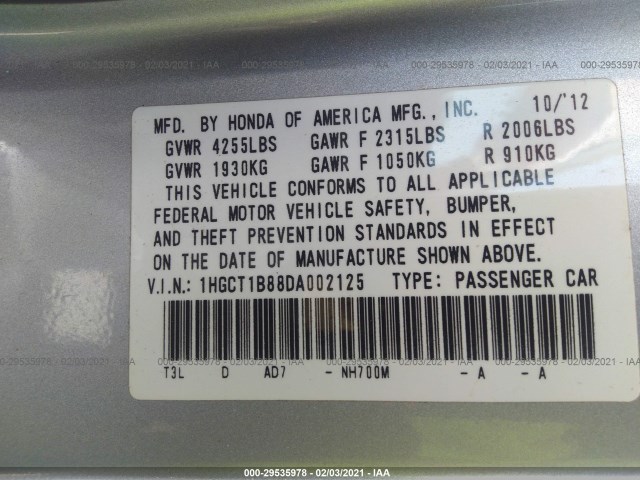 000-29535978 - 02/03/2021 - IAA
MFD. BY HONDA OF AMERICA MFG., INC. 10/'12
GVWR 4255LBS GAWR F 2315LBS R 2006LBS
GVWR 1930KG GAWR F 1050KG R 910KG
THIS VEHICLE CONFORMS TO ALL APPLICABLE
FEDERAL MOTOR VEHICLE SAFETY, BUMPER,
AND THEFT PREVENTION STANDARDS IN EFFECT
ON THE DATE OF MANUFACTURE SHOWN ABOVE.
V.I.N.: 1HGCT1B88DA002125 TYPE: PASSENGER CAR
T3L D AD7 - NH700M - A - A
000-29535978 - 02/03/2021 - IAA